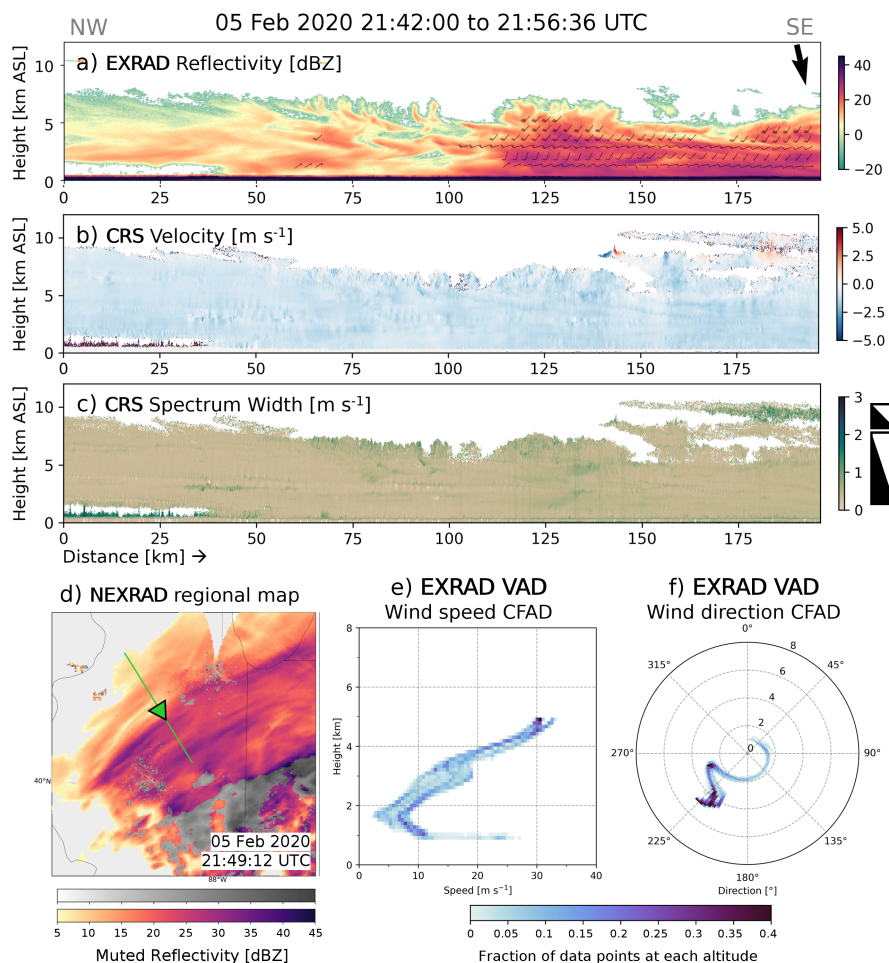 05 Feb 2020 21:42:00 to 21:56:36 UTC
NW
SE
a) EXRAD Reflectivity [dBZ]
Height [km ASL]
10
5
0
0 25 50 75 100 125 150 175
40
20
0
−20
b) CRS Velocity [m s-1]
Height [km ASL]
10
5
0
0 25 50 75 100 125 150 175
5.0
2.5
0.0
−2.5
−5.0
c) CRS Spectrum Width [m s-1]
Height [km ASL]
10
5
0
0 25 50 75 100 125 150 175
3
2
1
0
Distance [km] →
d) NEXRAD regional map
40°N
88°W
05 Feb 2020
21:49:12 UTC
5 10 15 20 25 30 35 40 45
Muted Reflectivity [dBZ]
e) EXRAD VAD
Wind speed CFAD
Height [km]
8
6
4
2
0
0 10 20 30 40
Speed [m s−1]
f) EXRAD VAD
Wind direction CFAD
0°
45°
90°
135°
180°
225°
270°
315°
8
6
4
2
0
Direction [°]
0 0.05 0.1 0.15 0.2 0.3 0.4
Fraction of data points at each altitude